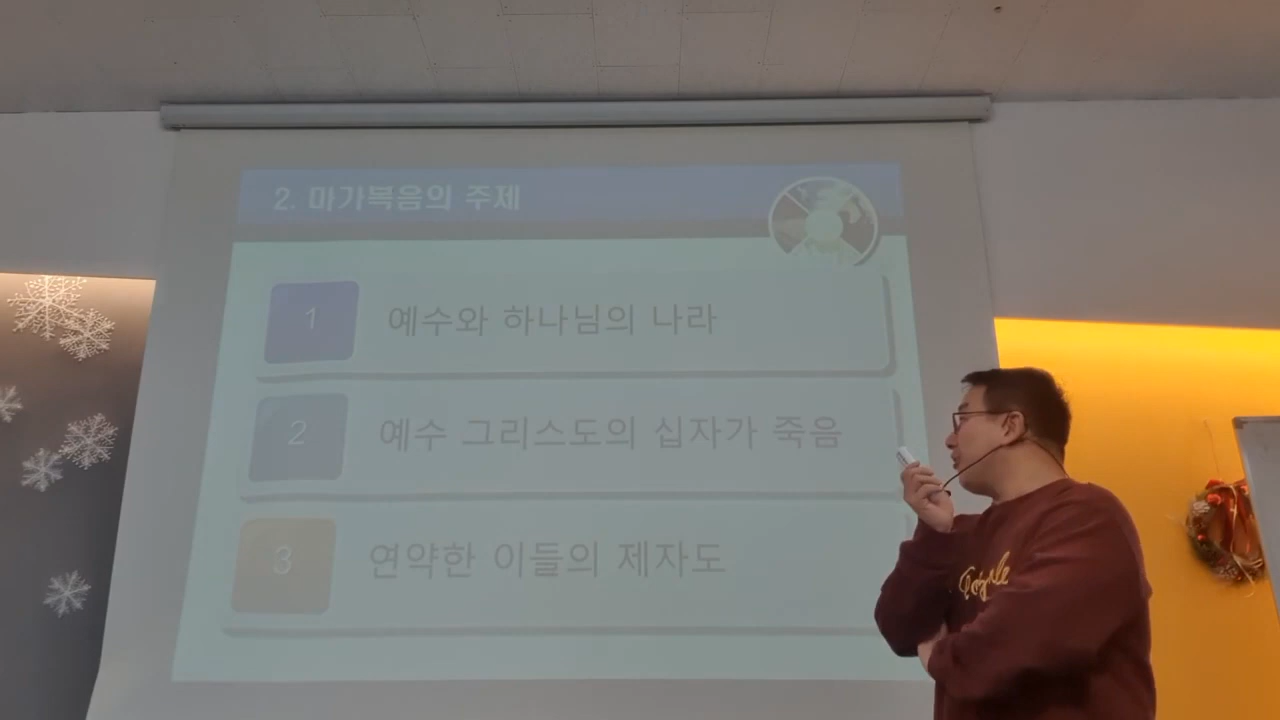 2. 마가복음의 주제
1 예수와 하나님의 나라
2 예수 그리스도의 십자가 죽음
3 연약한 이들의 제자도